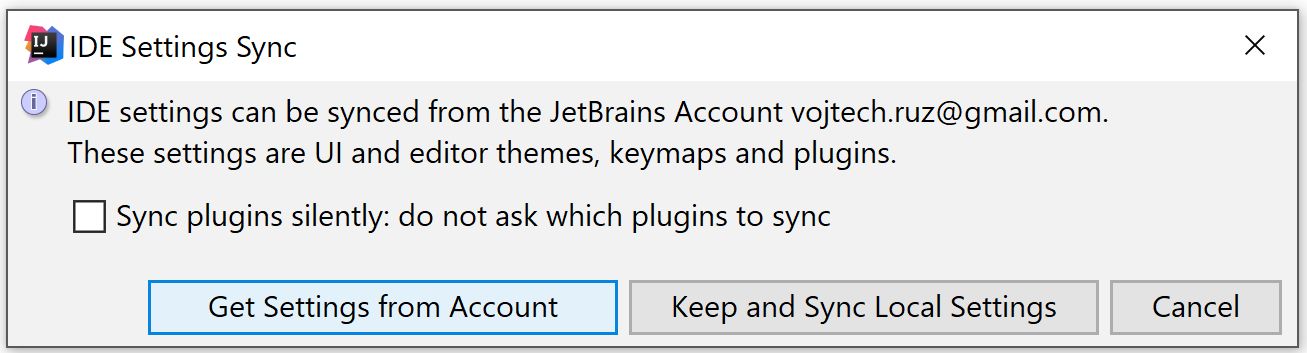 IJ
IDE Settings Sync
i
IDE settings can be synced from the JetBrains Account vojtech.ruz@gmail.com.
These settings are UI and editor themes, keymaps and plugins.
Sync plugins silently: do not ask which plugins to sync
Get Settings from Account
Keep and Sync Local Settings
Cancel